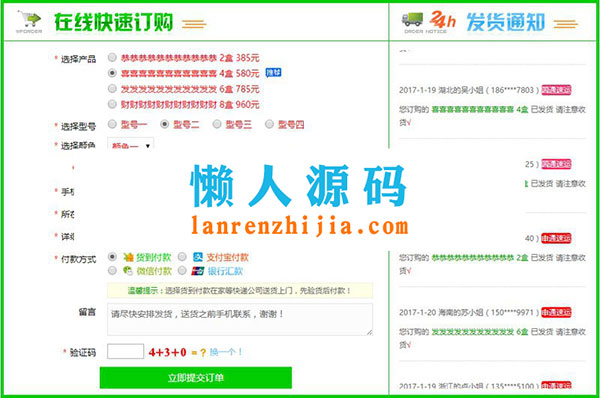 WFORDER
在线快速订购
24h
ORDER NOTICE
发货通知
* 选择产品
恭恭恭恭恭恭恭恭恭恭恭 2盒 385元
喜喜喜喜喜喜喜喜喜喜喜 4盒 580元 推荐
发发发发发发发发发发发 6盒 785元
财财财财财财财财财财财 8盒 960元
* 选择型号 型号一 型号二 型号三 型号四
* 选择颜色 颜色一
* 手机
* 所在
* 详细
懒人源码
lanrenzhijia.com
* 付款方式 货到付款 支付宝付款
微信付款 银行汇款
温馨提示：选择货到付款在家等快递公司送货上门，先验货后付款！
留言 请尽快安排发货，送货之前手机联系，谢谢！
* 验证码 4+3+0 = ? 换一个！
立即提交订单
2017-1-19 湖北的吴小姐（186****7803）
您订购的 喜喜喜喜喜喜喜喜喜喜喜 4盒 已发货 请注意收
货√
25）
已发货 请注意收
40） 申通速运
您订购的 恭恭恭恭恭恭恭恭恭恭恭 2盒
2017-1-20 海南的苏小姐（150****9971） 申通速运
您订购的 发发发发发发发发发发发 6盒 已发货 请注意收
货√
2017-1-19 浙江的卢小姐（135****5100）